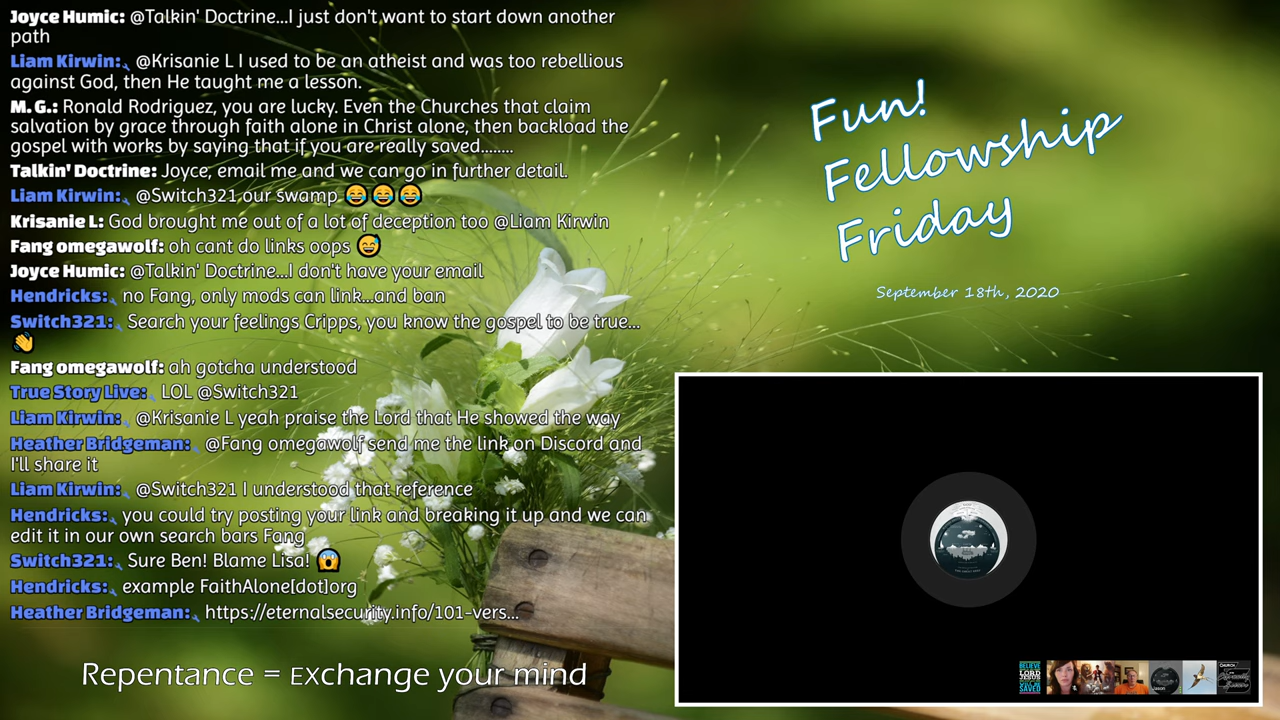 Joyce Humic: @Talkin' Doctrine...I just don't want to start down another
path
Liam Kirwin: @Krisanie L I used to be an atheist and was too rebellious
against God, then He taught me a lesson.
M. G.: Ronald Rodriguez, you are lucky. Even the Churches that claim
salvation by grace through faith alone in Christ alone, then backload the
gospel with works by saying that if you are really saved........
Talkin' Doctrine: Joyce, email me and we can go in further detail.
Liam Kirwin: @Switch321 our swamp 😂😂😂
Krisanie L: God brought me out of a lot of deception too @Liam Kirwin
Fang omegawolf: oh cant do links oops 😅
Joyce Humic: @Talkin' Doctrine...I don't have your email
Hendricks: no Fang, only mods can link...and ban
Switch321: Search your feelings Cripps, you know the gospel to be true...
👋
Fang omegawolf: ah gotcha understood
True Story Live: LOL @Switch321
Liam Kirwin: @Krisanie L yeah praise the Lord that He showed the way
Heather Bridgeman: @Fang omegawolf send me the link on Discord and
I'll share it
Liam Kirwin: @Switch321 I understood that reference
Hendricks: you could try posting your link and breaking it up and we can
edit it in our own search bars Fang
Switch321: Sure Ben! Blame Lisa! 😱
Hendricks: example FaithAlone[dot]org
Heather Bridgeman: https://eternalsecurity.info/101-vers...
Repentance = EXchange your mind
Fun!
Fellowship
Friday
September 18th, 2020
BELIEVE
LORD
JESUS
SAVED
Jason
CHURCH